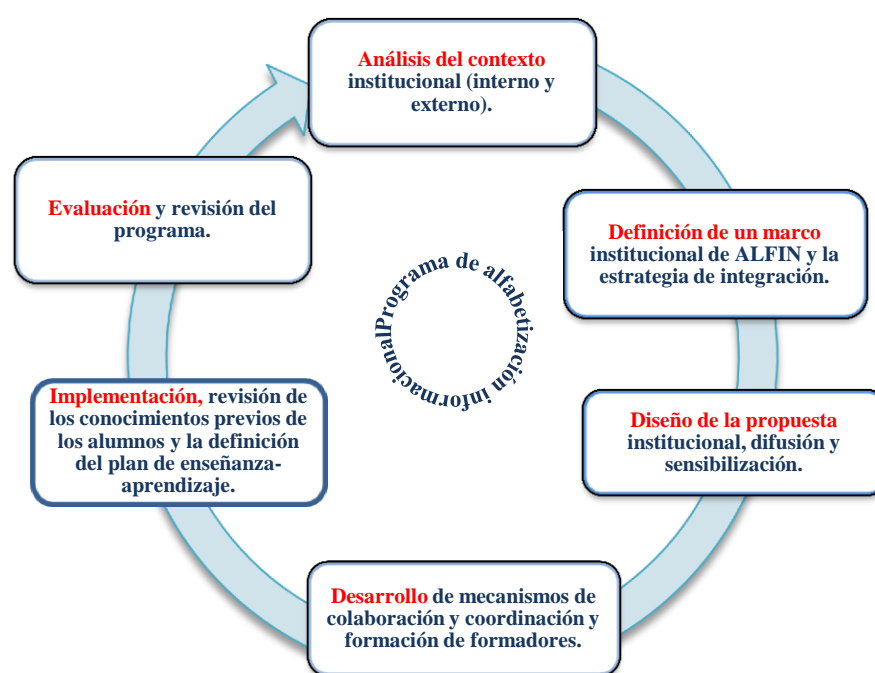 Análisis del contexto
institucional (interno y
externo).
Evaluación y revisión del
programa.
Definición de un marco
institucional de ALFIN y la
estrategia de integración.
Programa de alfabetización informacional
Implementación, revisión de
los conocimientos previos de
los alumnos y la definición
del plan de enseñanza-
aprendizaje.
Diseño de la propuesta
institucional, difusión y
sensibilización.
Desarrollo de mecanismos de
colaboración y coordinación y
formación de formadores.